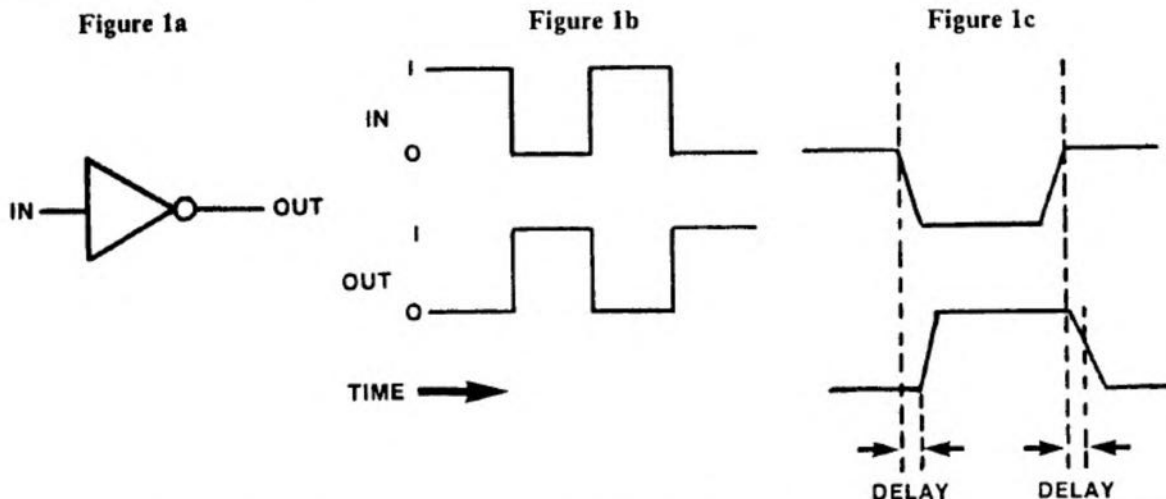 Figure 1a
Figure 1b
Figure 1c
IN
OUT
I
IN
O
I
OUT
O
TIME
DELAY
DELAY